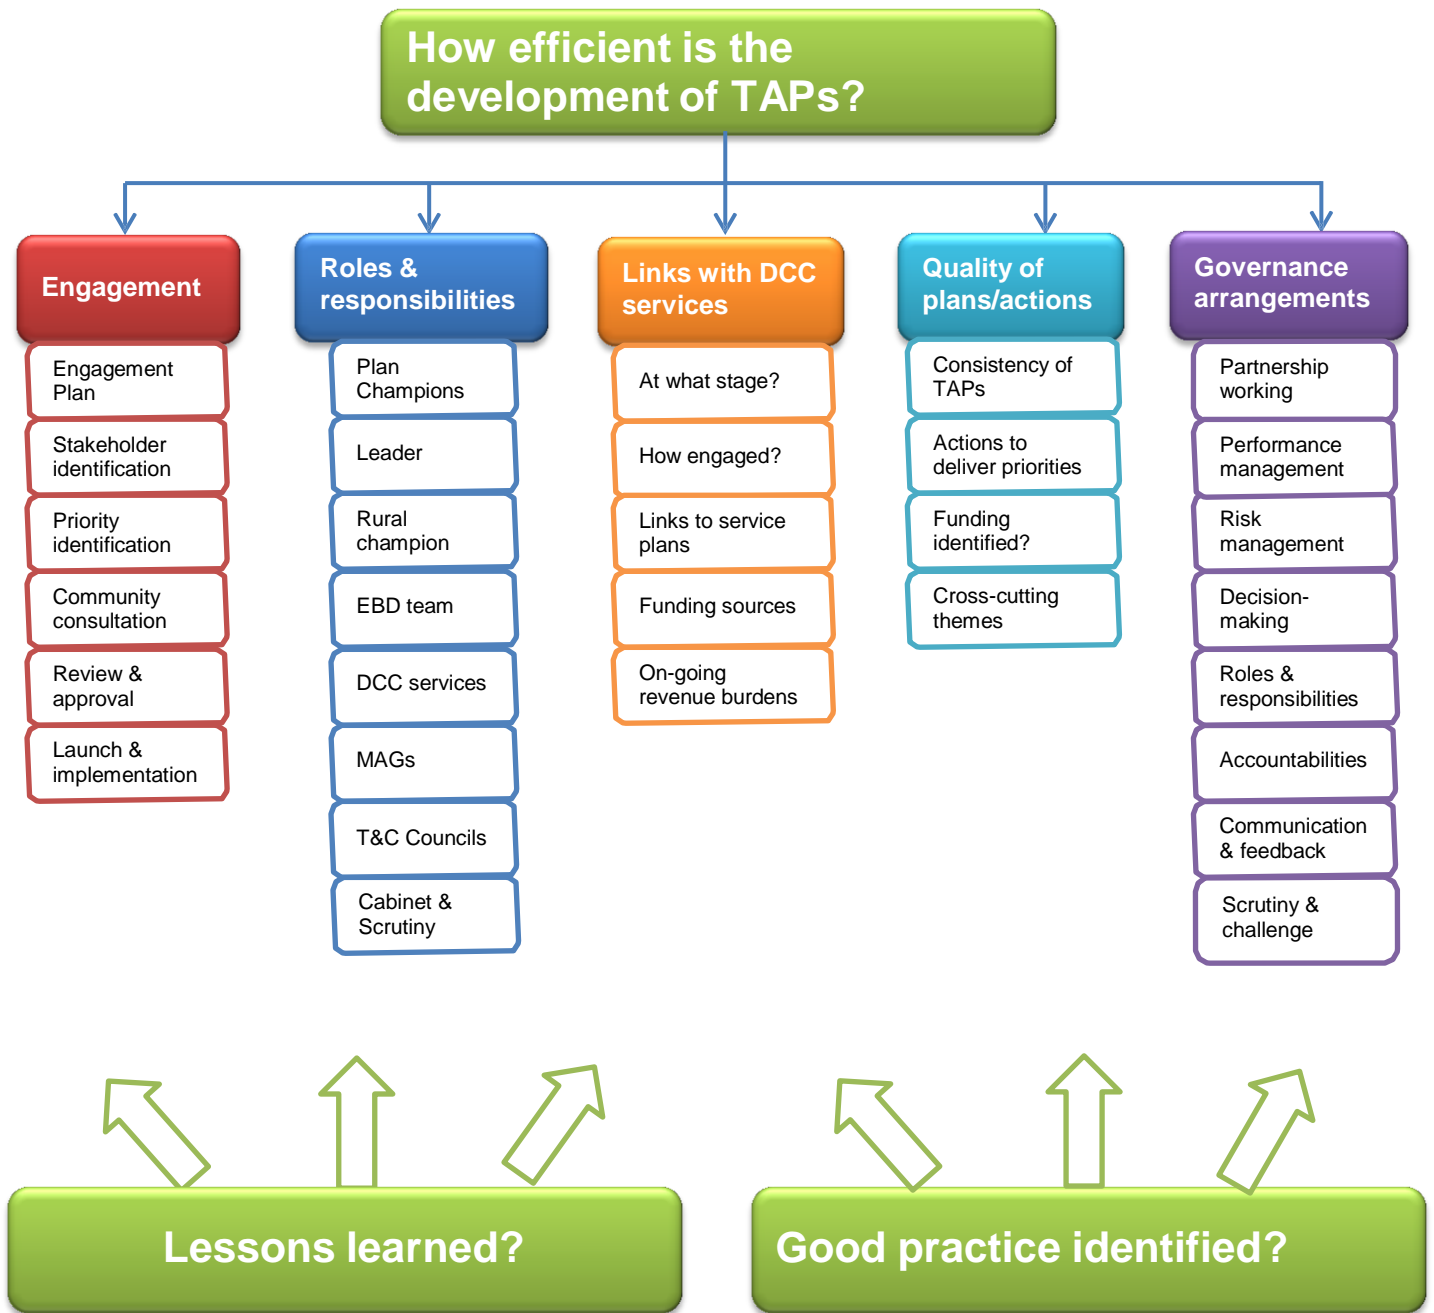 How efficient is the
development of TAPs?
Engagement
Engagement
Plan
Stakeholder
identification
Priority
identification
Community
consultation
Review &
approval
Launch &
implementation
Roles &
responsibilities
Plan
Champions
Leader
Rural
champion
EBD team
DCC services
MAGs
T&C Councils
Cabinet &
Scrutiny
Links with DCC
services
At what stage?
How engaged?
Links to service
plans
Funding sources
On-going
revenue burdens
Quality of
plans/actions
Consistency of
TAPs
Actions to
deliver priorities
Funding
identified?
Cross-cutting
themes
Governance
arrangements
Partnership
working
Performance
management
Risk
management
Decision-
making
Roles &
responsibilities
Accountabilities
Communication
& feedback
Scrutiny &
challenge
Lessons learned?
Good practice identified?